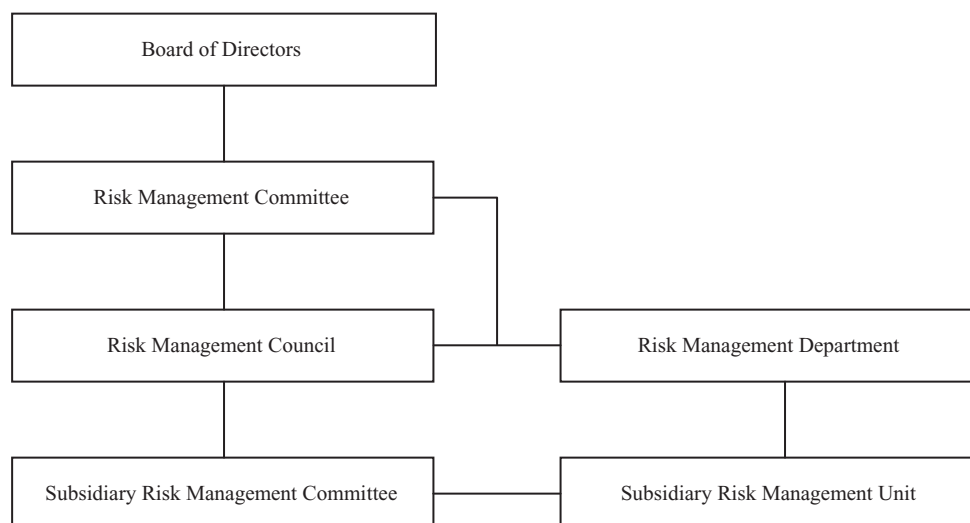 Board of Directors
Risk Management Committee
Risk Management Council
Risk Management Department
Subsidiary Risk Management Committee
Subsidiary Risk Management Unit